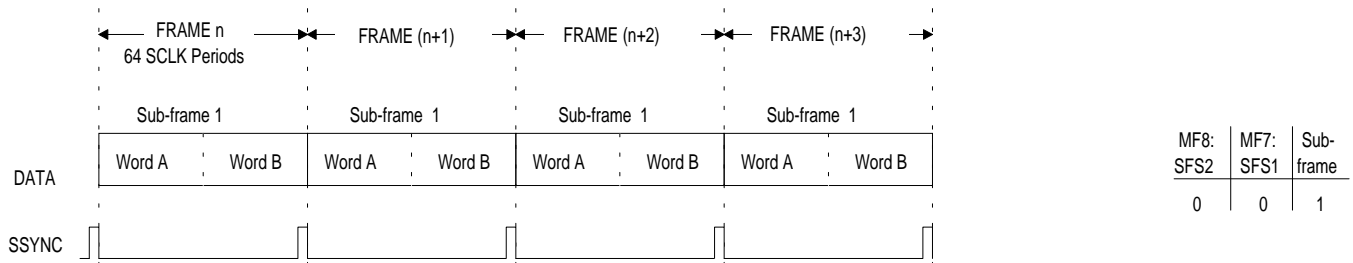 FRAME n
64 SCLK Periods
FRAME (n+1)
FRAME (n+2)
FRAME (n+3)
Sub-frame 1
Sub-frame 1
Sub-frame 1
Sub-frame 1
DATA
Word A
Word B
Word A
Word B
Word A
Word B
Word A
Word B
SSYNC
MF8: MF7: Sub-
SFS2 SFS1 frame
0 0 1